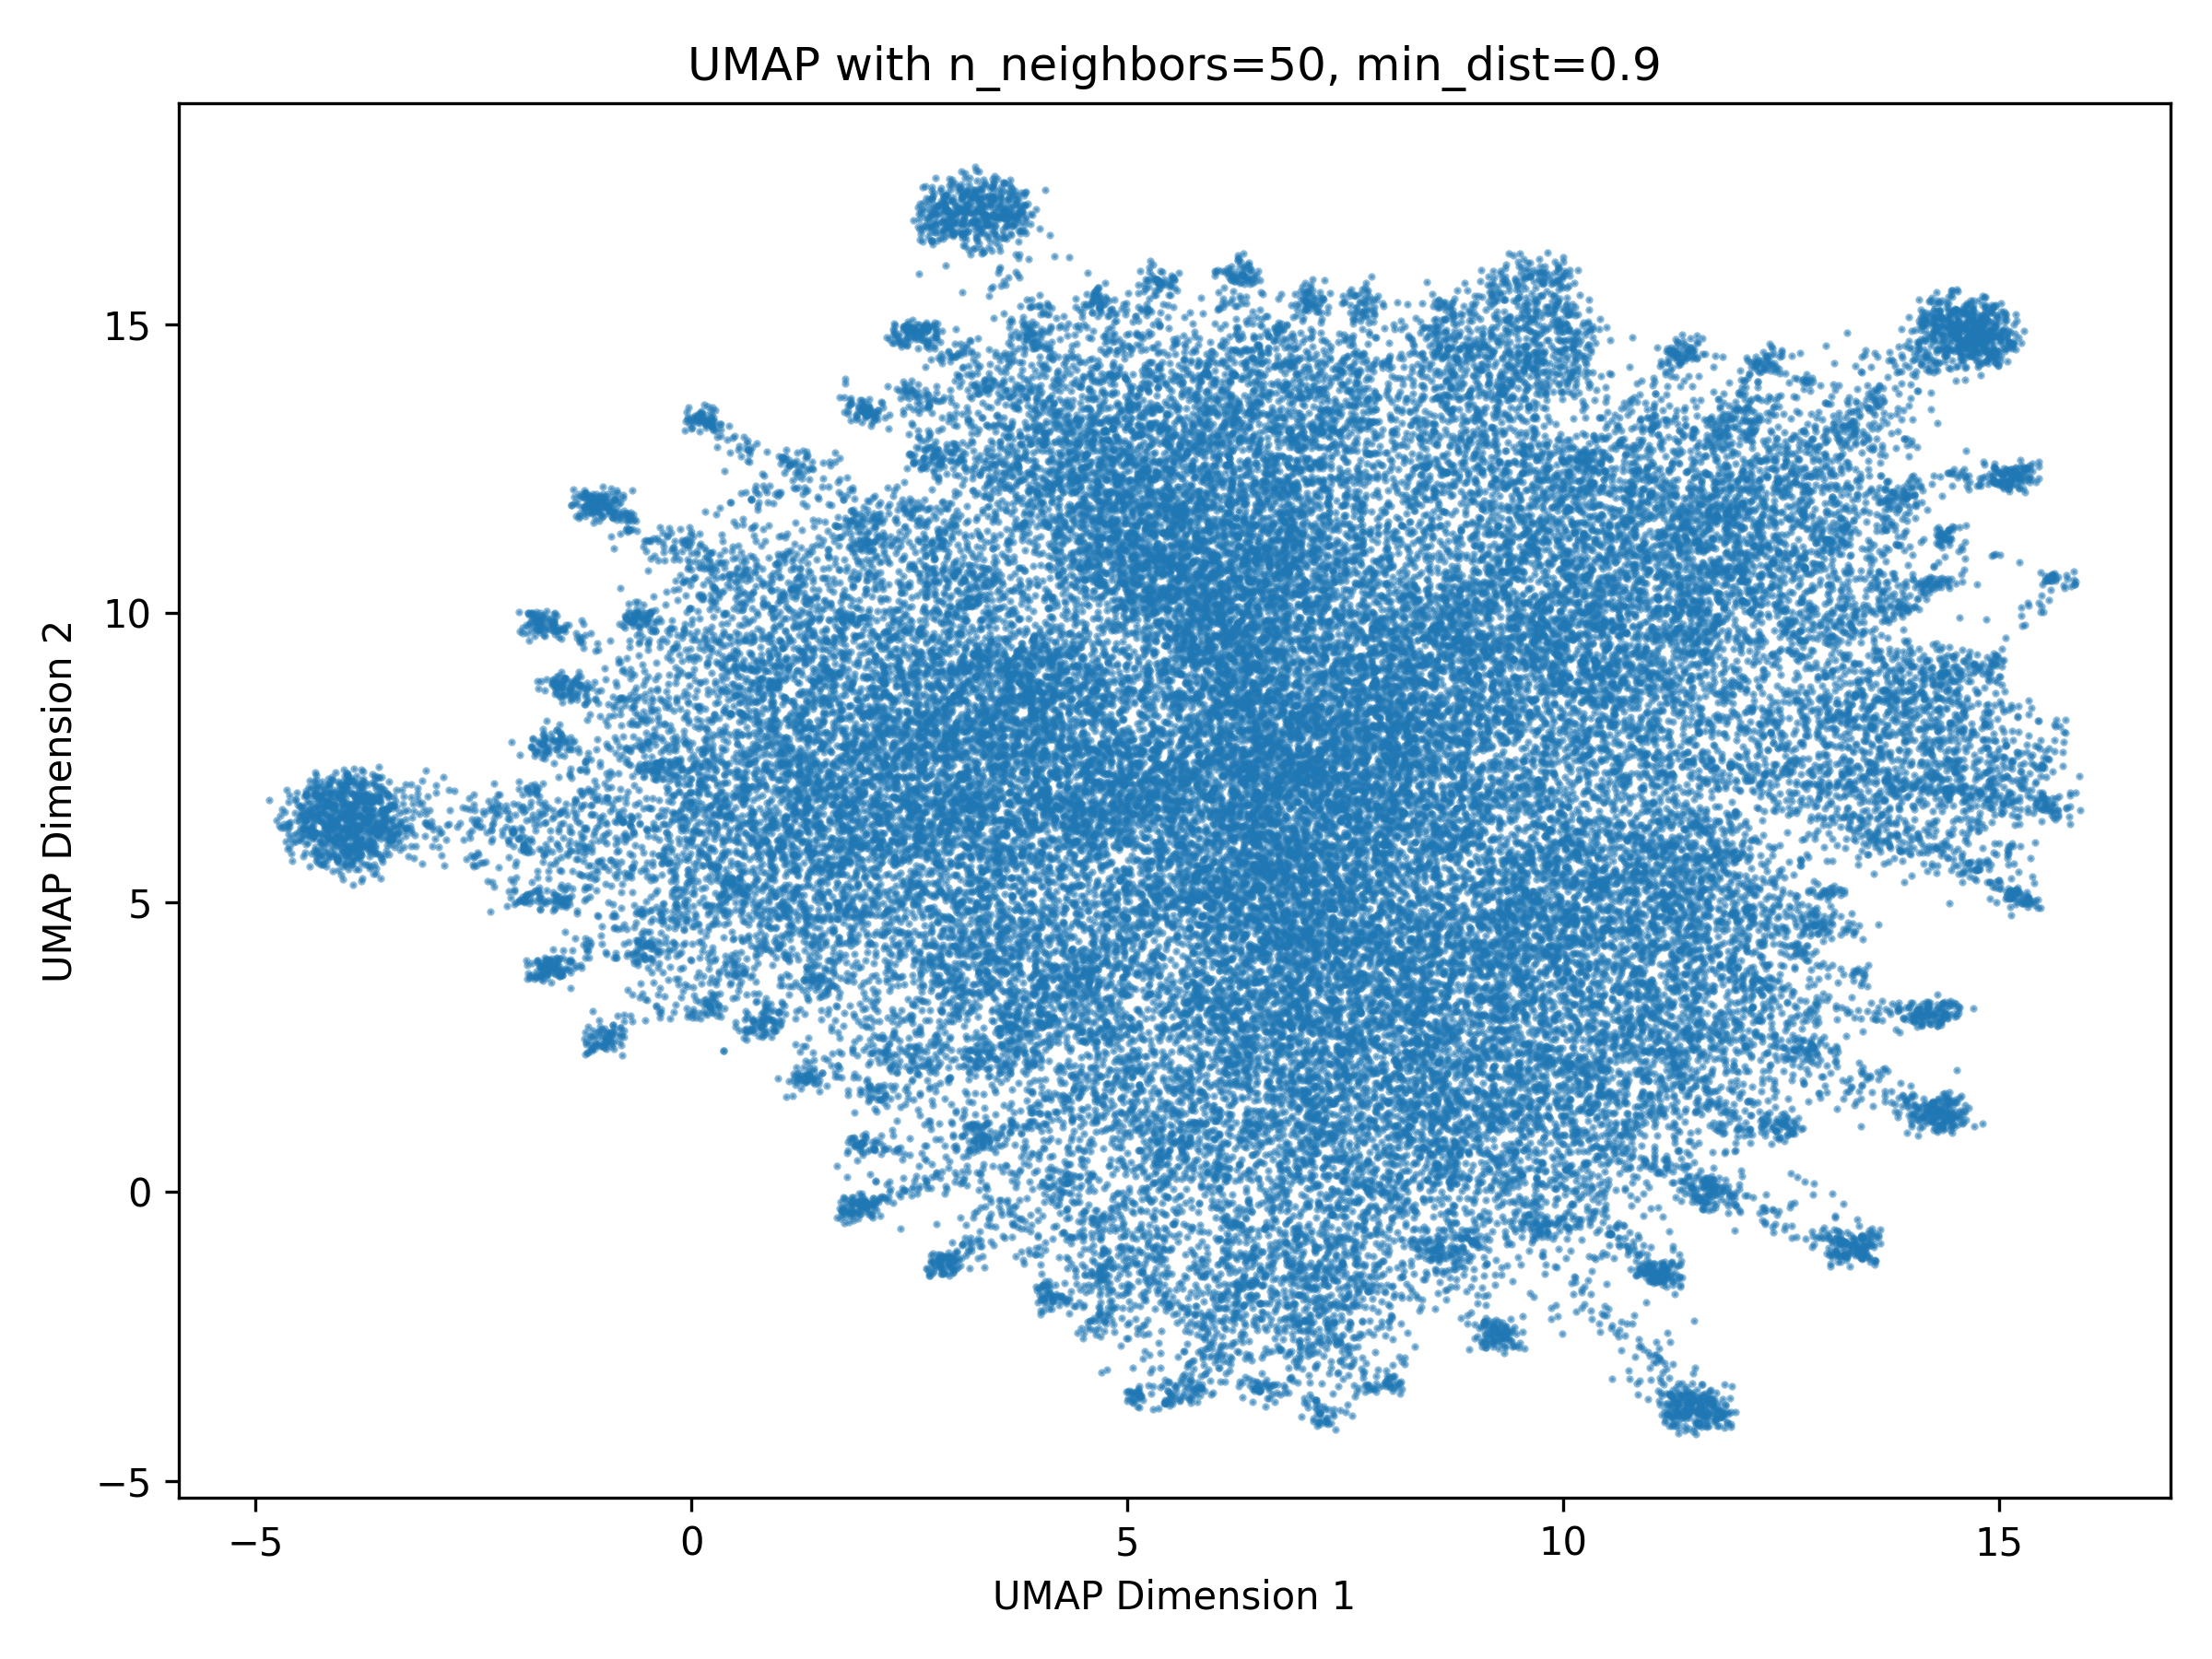 UMAP with n_neighbors=50, min_dist=0.9
UMAP Dimension 2
15
10
5
0
−5
−5 0 5 10 15
UMAP Dimension 1